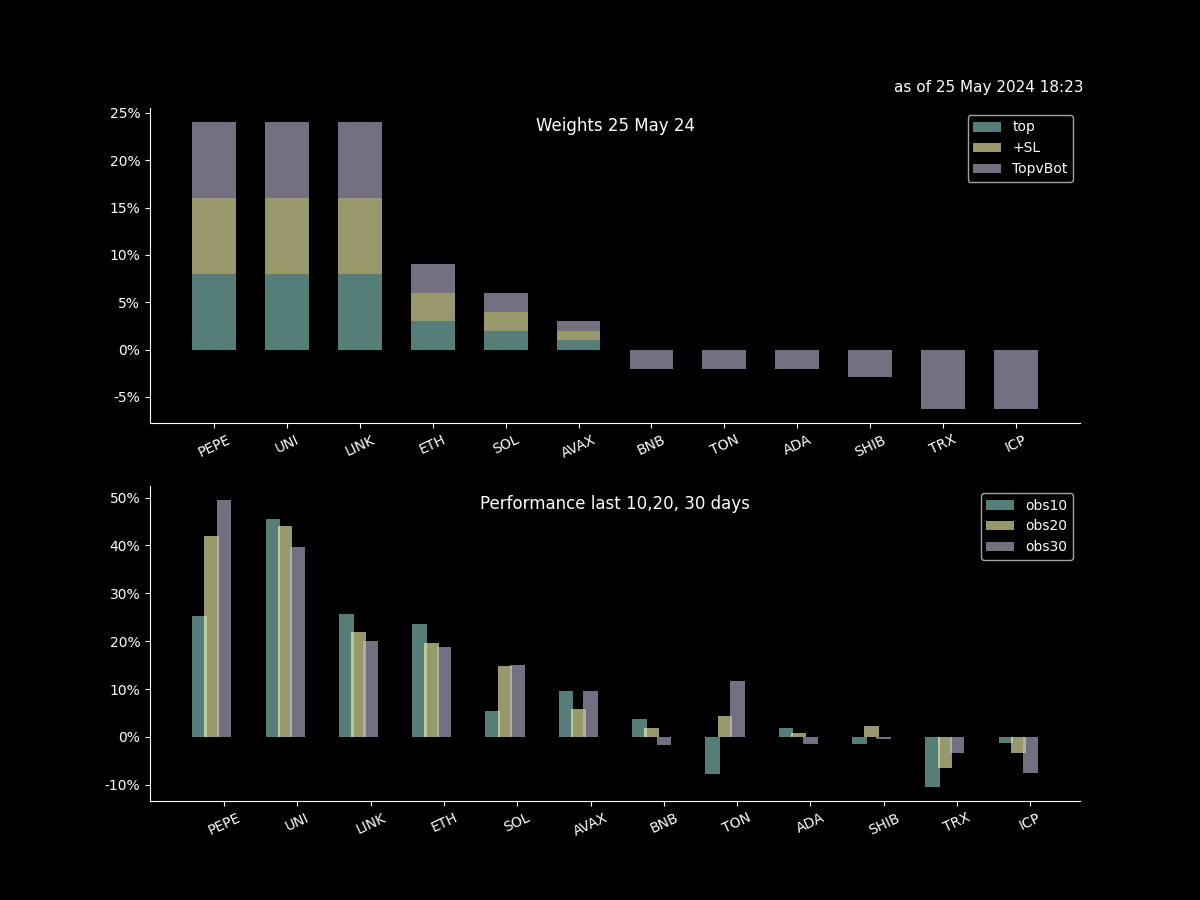 as of 25 May 2024 18:23
Weights 25 May 24
25%
20%
15%
10%
5%
0%
-5%
top
+SL
TopvBot
PEPE UNI LINK ETH SOL AVAX BNB TON ADA SHIB TRX ICP
Performance last 10,20, 30 days
50%
40%
30%
20%
10%
0%
-10%
obs10
obs20
obs30
PEPE UNI LINK ETH SOL AVAX BNB TON ADA SHIB TRX ICP